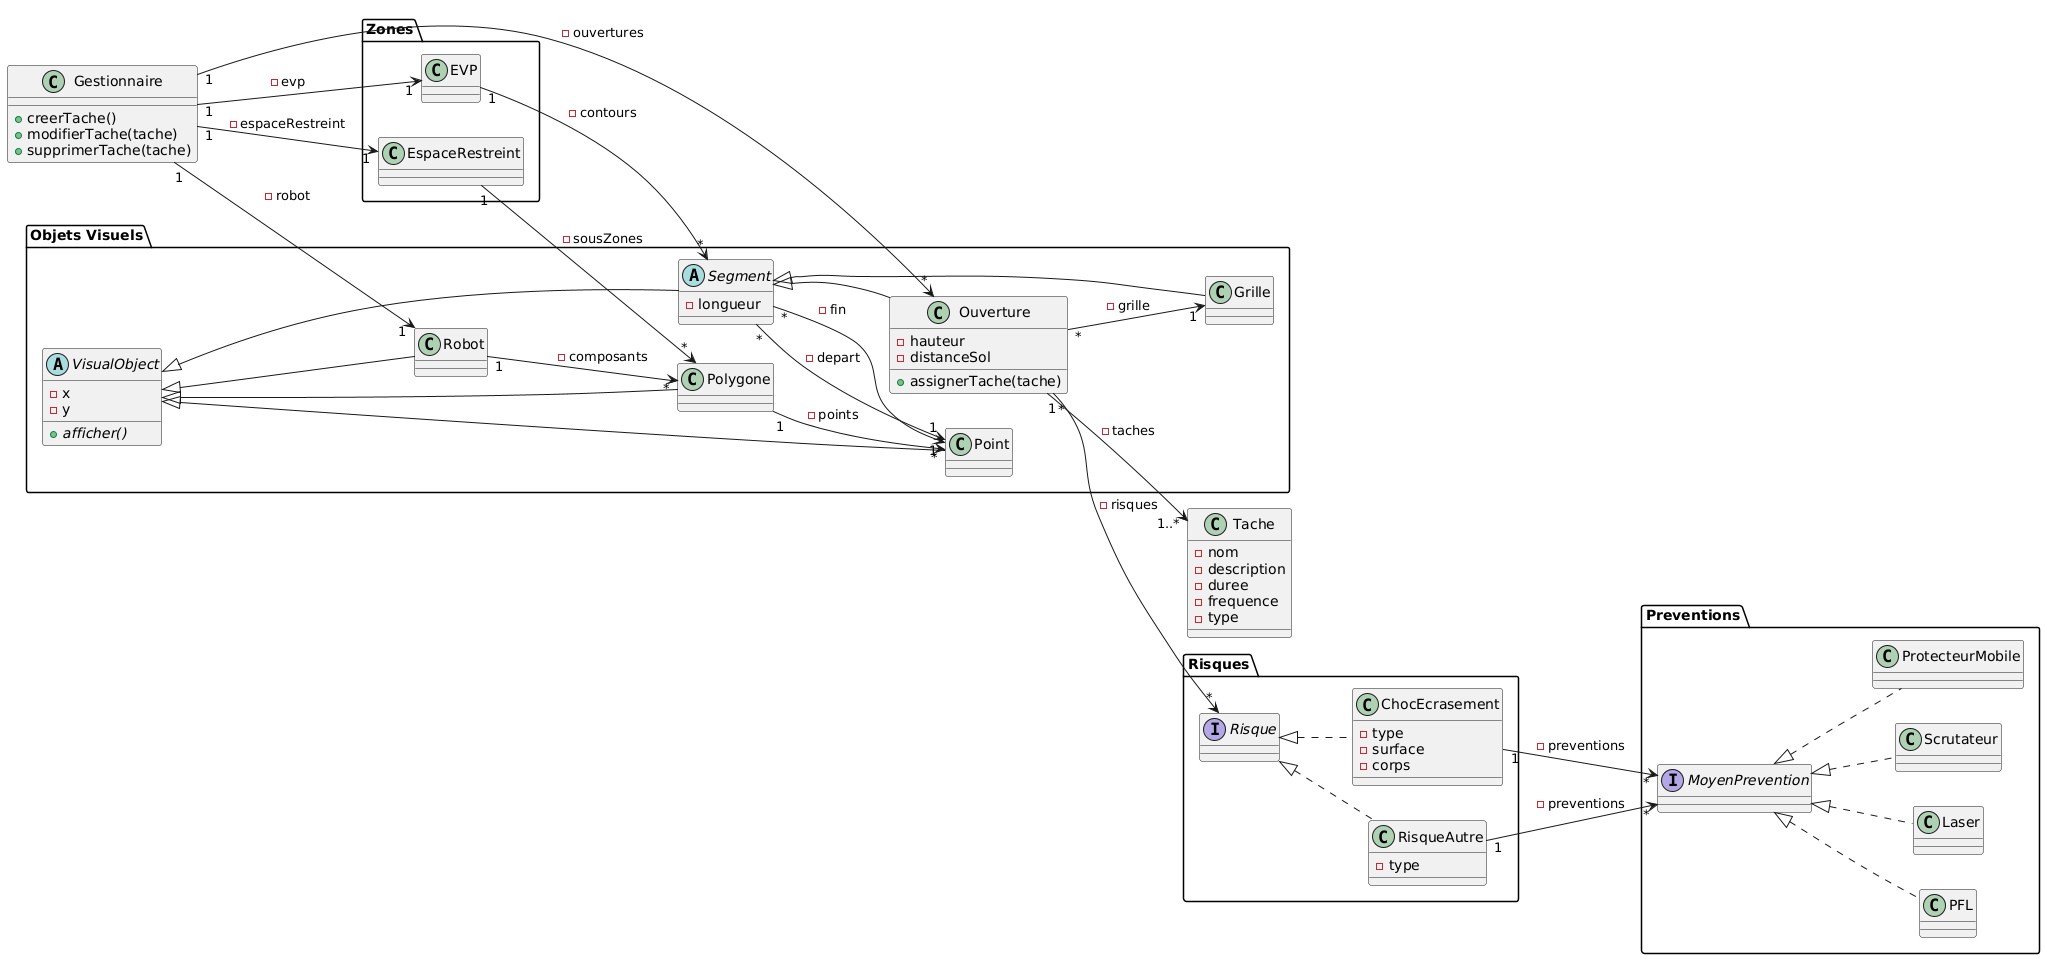 Zones
ouvertures
C EVP
C Gestionnaire
creerTache()
modifierTache(tache)
supprimerTache(tache)
1
evp
1
1
1
contours
1
espaceRestreint
1
C EspaceRestreint
1
robot
1
Objets Visuels
sousZones
*
*
A Segment
longueur
C Grille
C Ouverture
hauteur
distanceSol
assignerTache(tache)
fin
*
grille
*
1
1
C Robot
1
composants
*
*
depart
*
C Polygone
A VisualObject
x
y
afficher()
points
1
1
1
*
C Point
1
*
taches
risques
1..*
C Tache
nom
description
duree
frequence
type
Preventions
C ProtecteurMobile
Risques
*
I Risque
C ChocEcrasement
type
surface
corps
1
preventions
*
C Scrutateur
I MoyenPrevention
preventions
*
C Laser
C RisqueAutre
type
1
C PFL